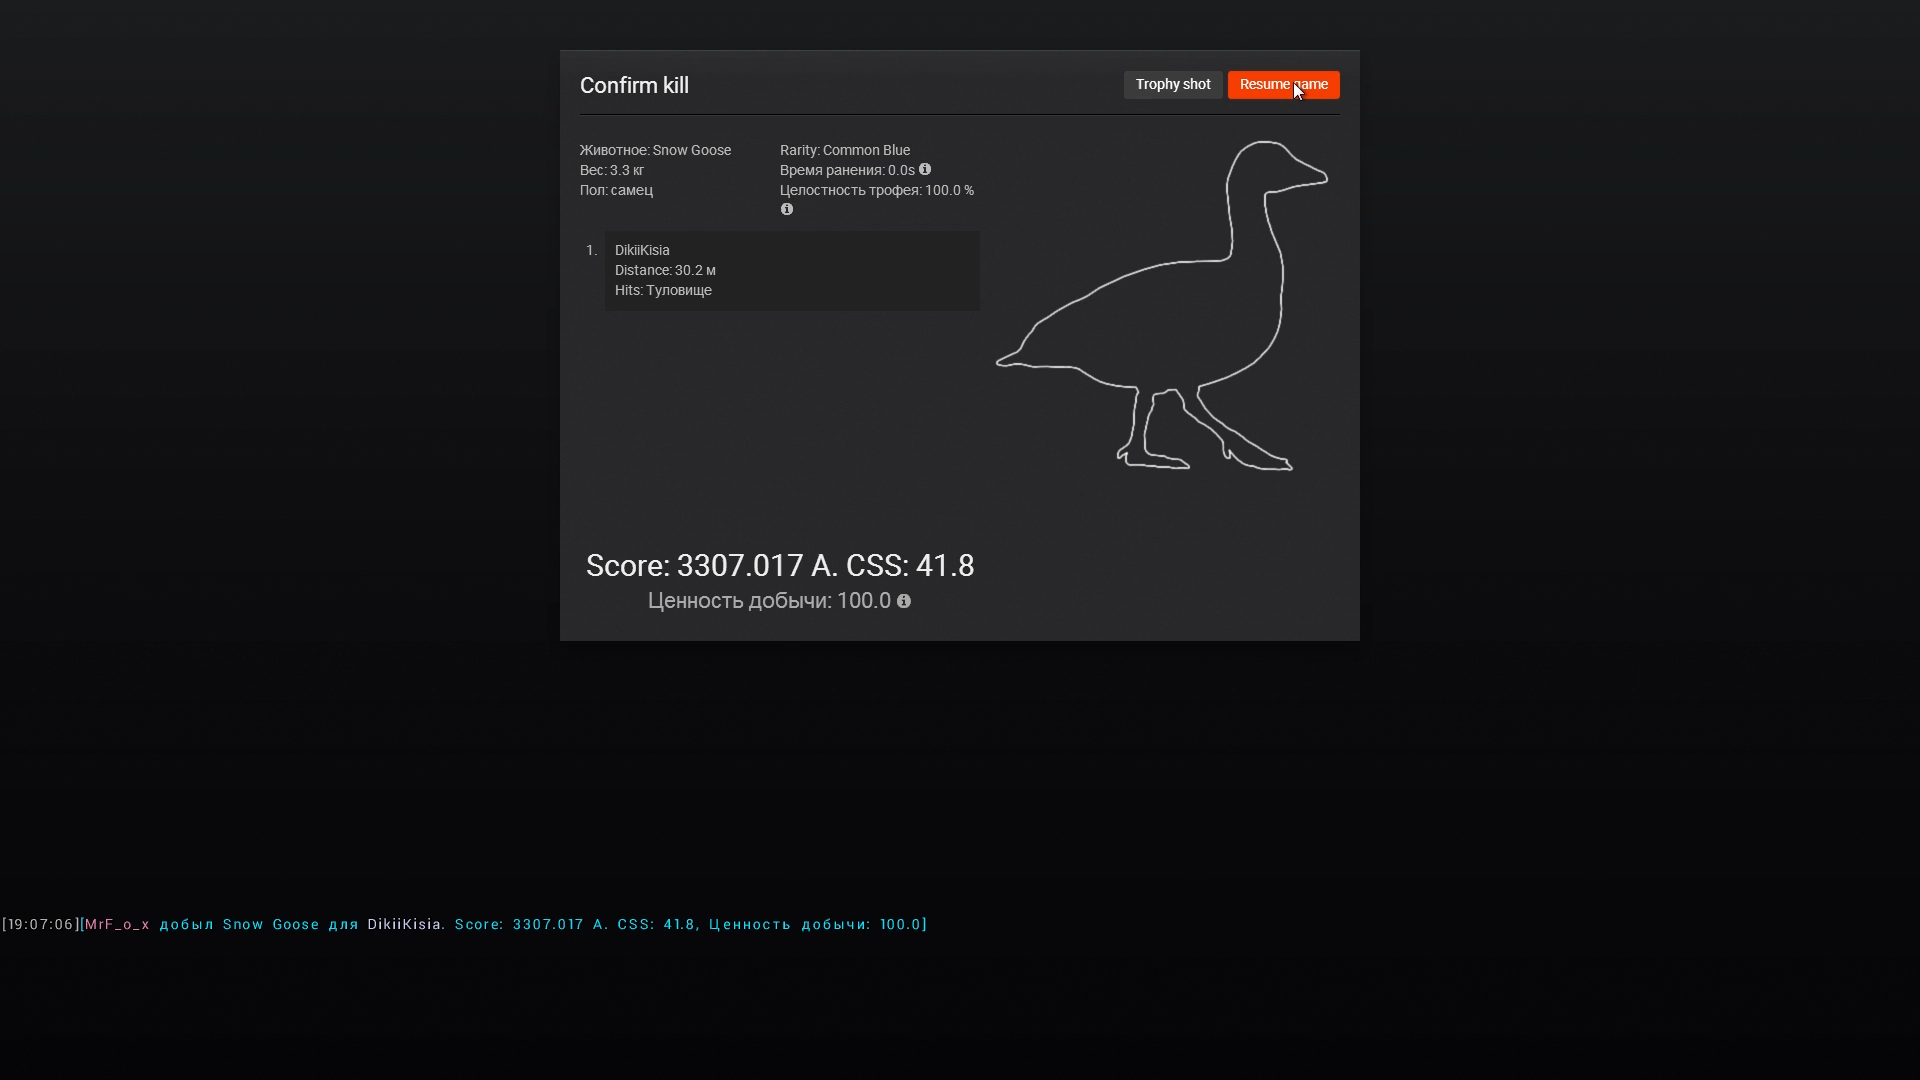 Confirm kill
Trophy shot
Resume game
Животное: Snow Goose
Вес: 3.3 кг
Пол: самец
Rarity: Common Blue
Время ранения: 0.0s
Целостность трофея: 100.0 %
1.
DikiiKisia
Distance: 30.2 м
Hits: Туловище
Score: 3307.017 A. CSS: 41.8
Ценность добычи: 100.0
[19:07:06][MrF_o_x добыл Snow Goose для DikiiKisia. Score: 3307.017 A. CSS: 41.8, Ценность добычи: 100.0]